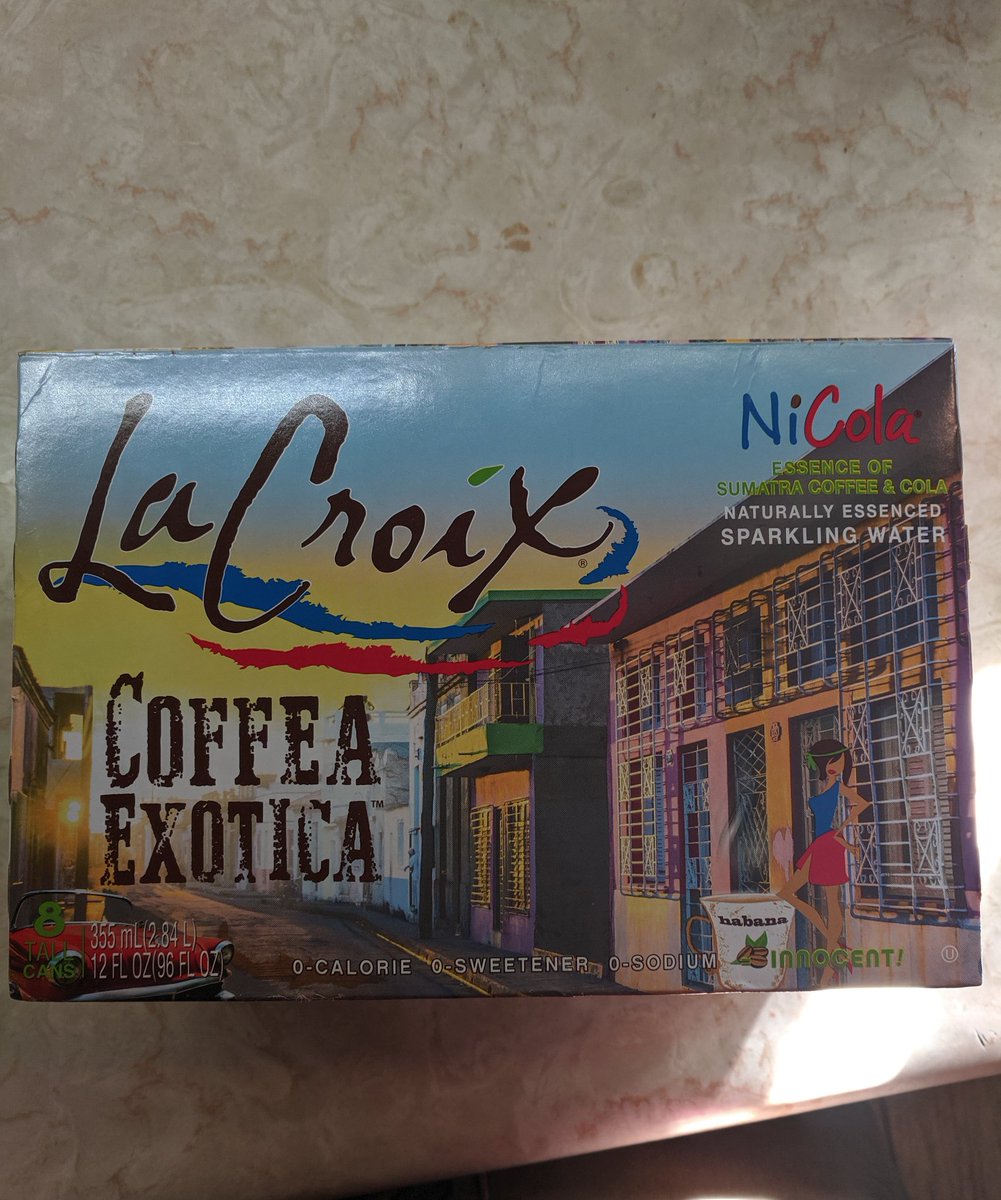 LaCroix®
NiCola®
ESSENCE OF
SUMATRA COFFEE & COLA
NATURALLY ESSENCED
SPARKLING WATER
COFFEA
EXOTICA™
8
TALL
CANS
355 mL(2.84 L)
12 FL OZ(96 FL OZ)
0-CALORIE 0-SWEETENER 0-SODIUM
habana
INNOCENT!
U